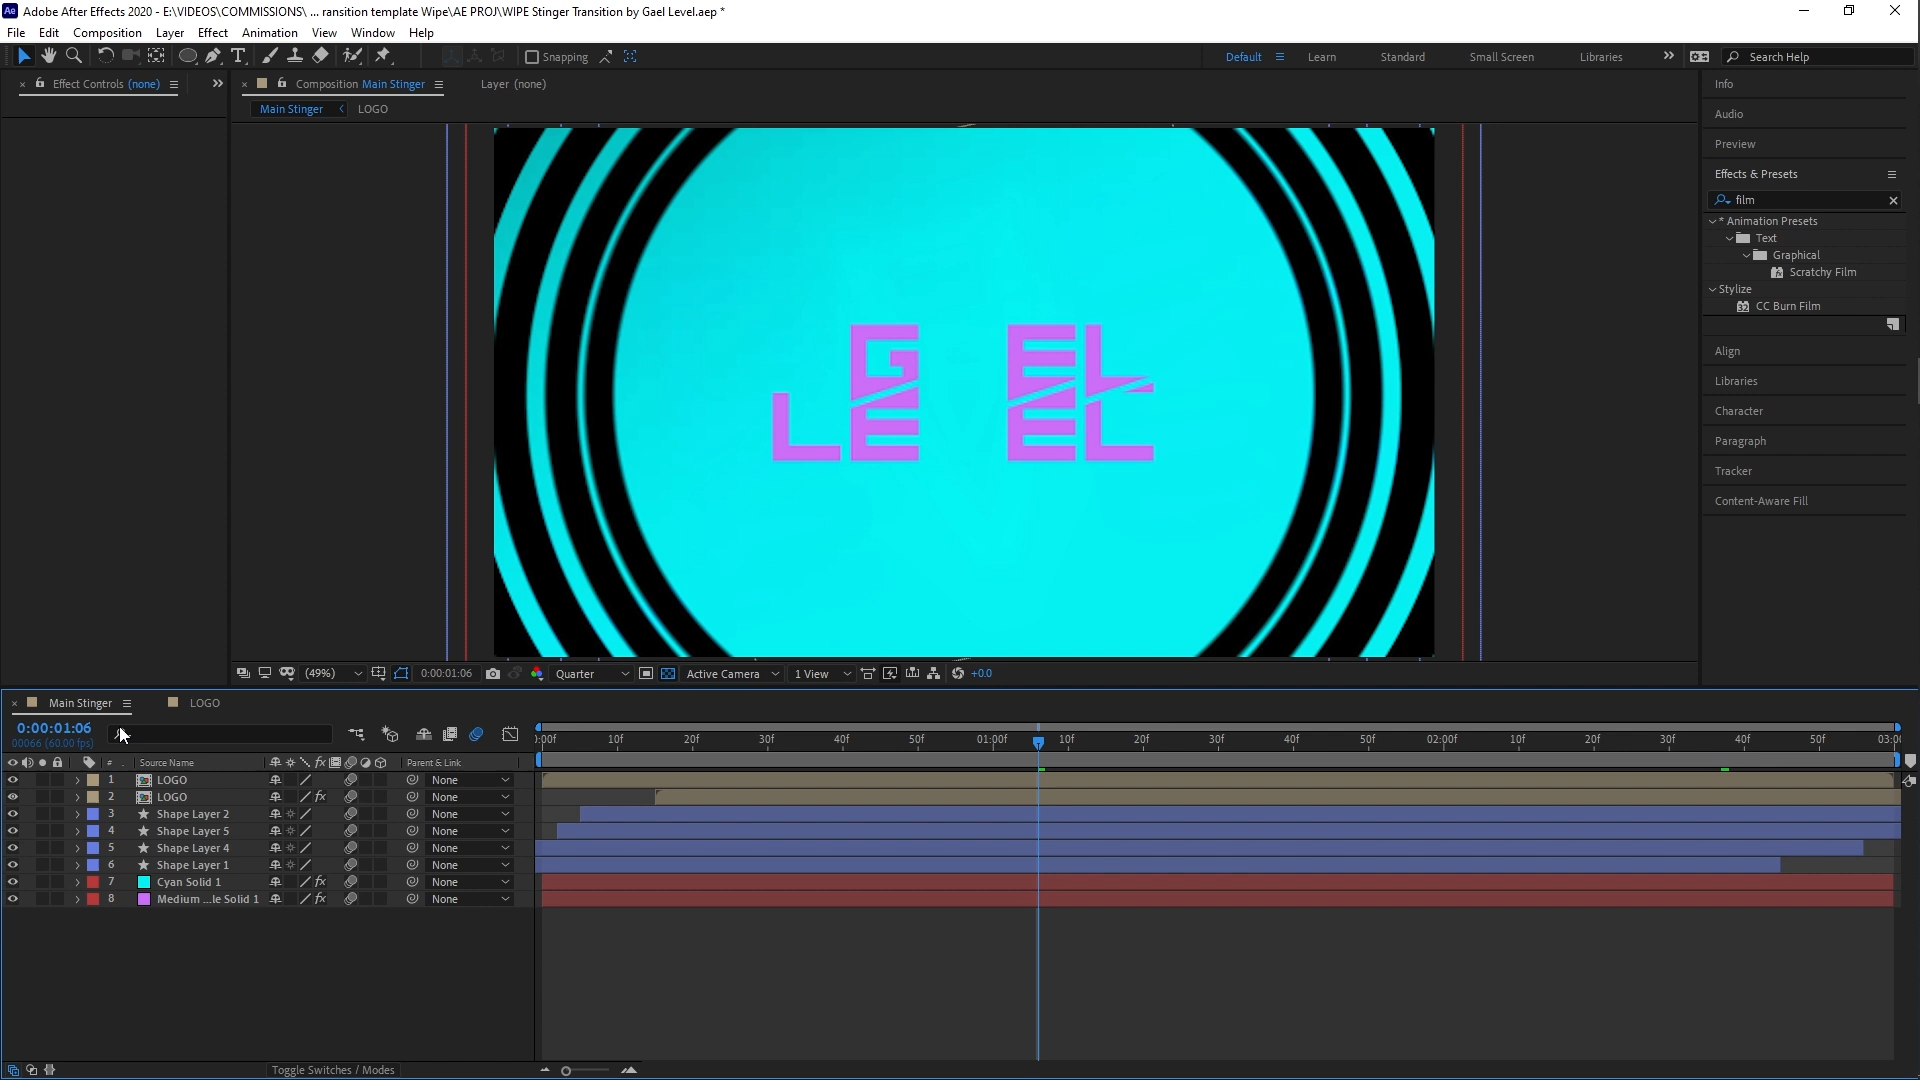 Adobe After Effects 2020 - E:\VIDEOS\COMMISSIONS\ ... ransition template Wipe\AE PROJ\WIPE Stinger Transition by Gael Level.aep *
File Edit Composition Layer Effect Animation View Window Help
Snapping
Default Learn Standard Small Screen Libraries Search Help
Effect Controls (none)
Composition Main Stinger
Layer (none)
Main Stinger LOGO
G EL
LE EL
(49%) 0:00:01:06 Quarter Active Camera 1 View +0.0
Info
Audio
Preview
Effects & Presets
film
* Animation Presets
Text
Graphical
Scratchy Film
Stylize
CC Burn Film
Align
Libraries
Character
Paragraph
Tracker
Content-Aware Fill
Main Stinger LOGO
0:00:01:06
00066 (60.00 fps)
:00f 10f 20f 30f 40f 50f 01:00f 10f 20f 30f 40f 50f 02:00f 10f 20f 30f 40f 50f 03:00
# Source Name Parent & Link
1 LOGO None
2 LOGO fx None
3 Shape Layer 2 None
4 Shape Layer 5 None
5 Shape Layer 4 None
6 Shape Layer 1 None
7 Cyan Solid 1 fx None
8 Medium ...le Solid 1 fx None
Toggle Switches / Modes